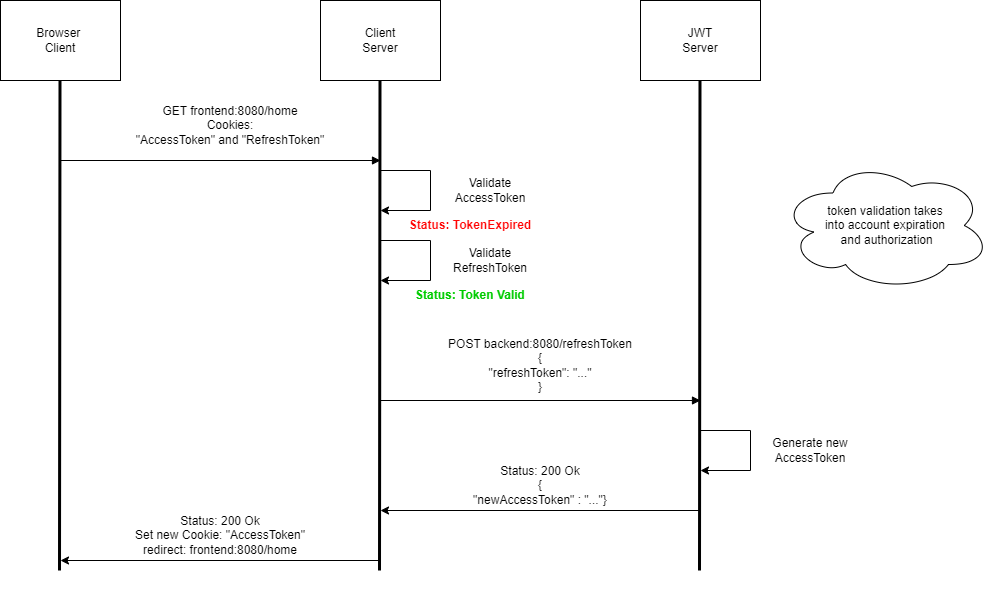 Browser
Client
Client
Server
JWT
Server
GET frontend:8080/home
Cookies:
"AccessToken" and "RefreshToken"
Validate
AccessToken
Status: TokenExpired
Validate
RefreshToken
Status: Token Valid
token validation takes
into account expiration
and authorization
POST backend:8080/refreshToken
{
"refreshToken": "..."
}
Generate new
AccessToken
Status: 200 Ok
{
"newAccessToken" : "..."}
Status: 200 Ok
Set new Cookie: "AccessToken"
redirect: frontend:8080/home